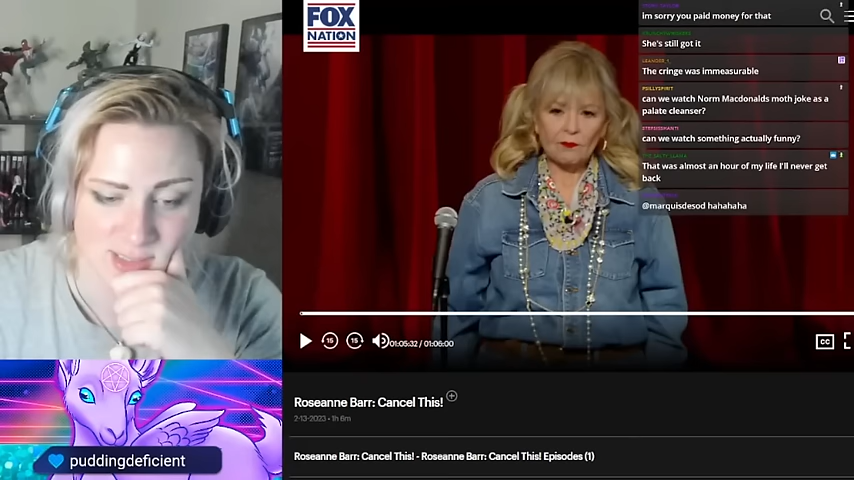 FOX
NATION
im sorry you paid money for that
She's still got it
The cringe was immeasurable
can we watch Norm Macdonalds moth joke as a
palate cleanser?
can we watch something actually funny?
That was almost an hour of my life I'll never get
back
@marquisdesod hahahaha
15
15
01:05:32 / 01:06:00
CC
Roseanne Barr: Cancel This!
2-13-2023 • 1h 6m
Roseanne Barr: Cancel This! - Roseanne Barr: Cancel This! Episodes (1)
puddingdeficient